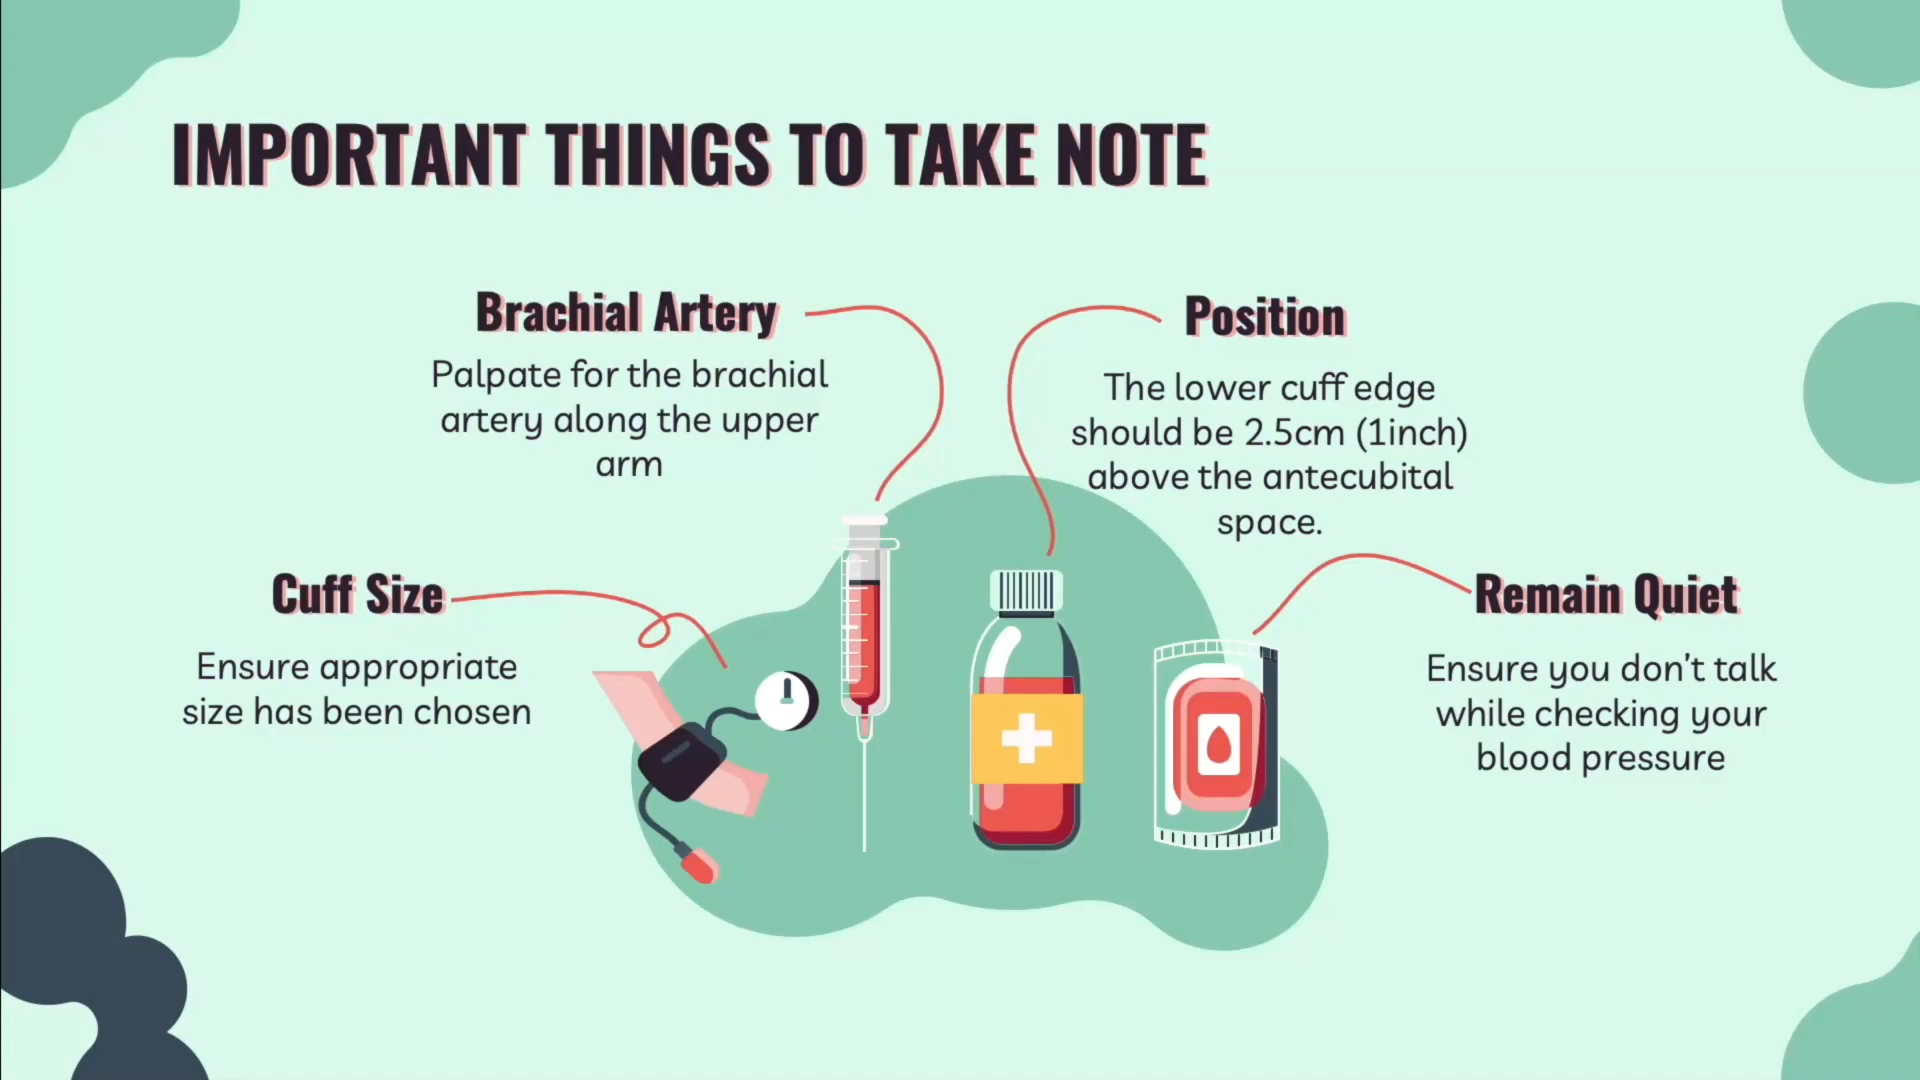 IMPORTANT THINGS TO TAKE NOTE
Brachial Artery
Palpate for the brachial
artery along the upper
arm
Position
The lower cuff edge
should be 2.5cm (1inch)
above the antecubital
space.
Cuff Size
Ensure appropriate
size has been chosen
Remain Quiet
Ensure you don’t talk
while checking your
blood pressure